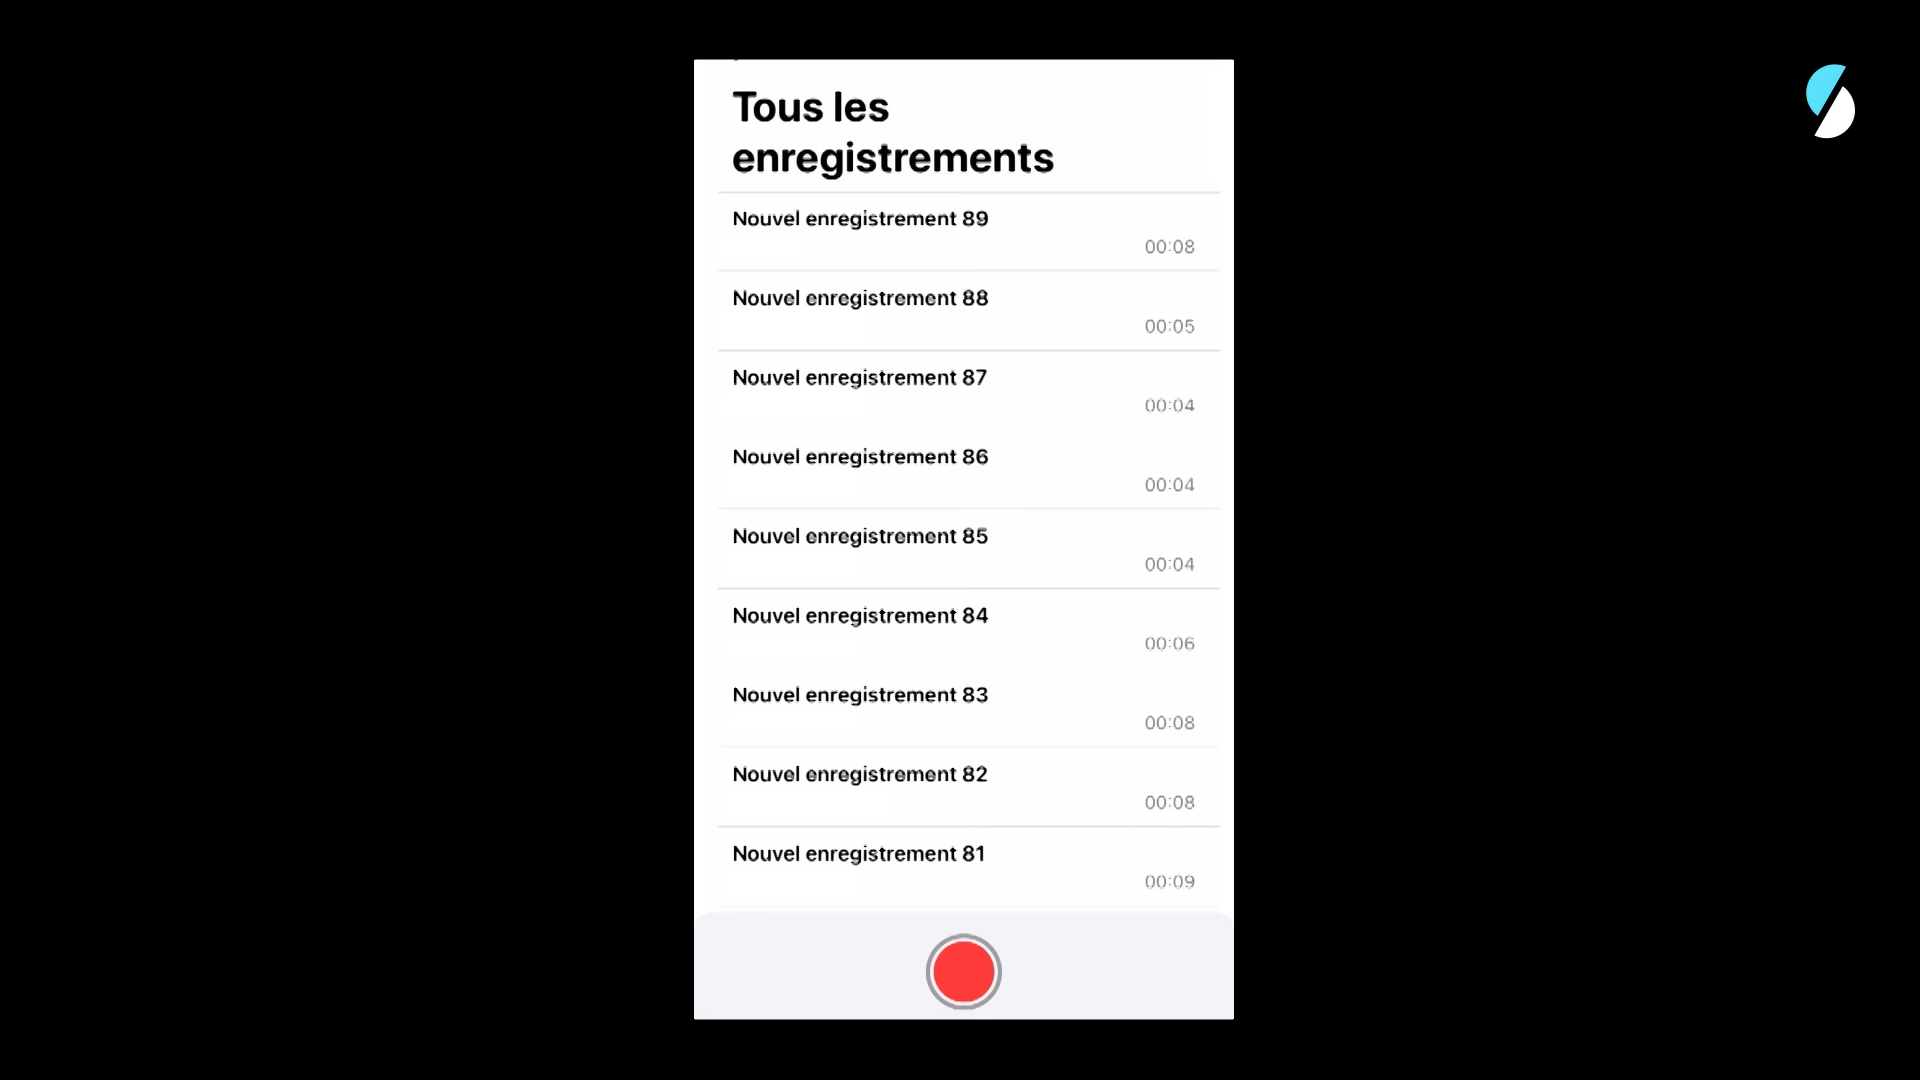 Tous les
enregistrements
Nouvel enregistrement 89
00:08
Nouvel enregistrement 88
00:05
Nouvel enregistrement 87
00:04
Nouvel enregistrement 86
00:04
Nouvel enregistrement 85
00:04
Nouvel enregistrement 84
00:06
Nouvel enregistrement 83
00:08
Nouvel enregistrement 82
00:08
Nouvel enregistrement 81
00:09